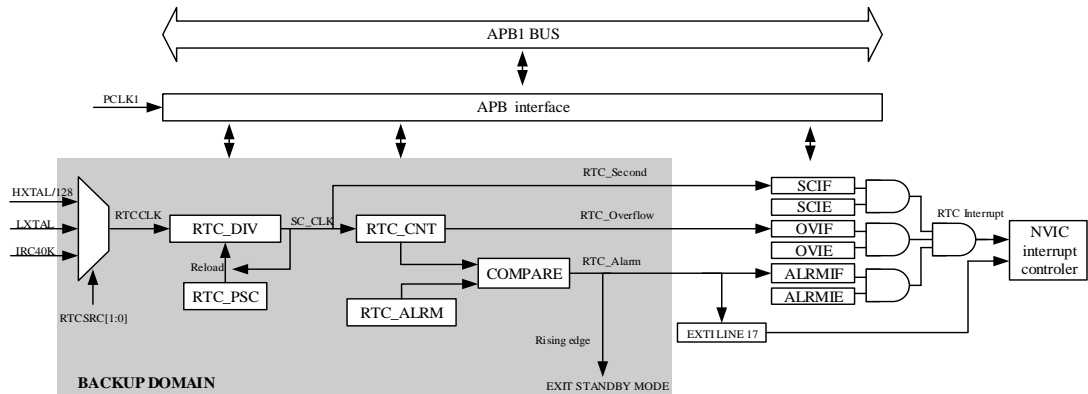 APB1 BUS
PCLK1
APB interface
HXTAL/128
LXTAL
IRC40K
RTCCLK
RTCSRC[1:0]
RTC_DIV
Reload
RTC_PSC
SC_CLK
RTC_CNT
RTC_ALRM
COMPARE
RTC_Second
RTC_Overflow
RTC_Alarm
Rising edge
EXIT STANDBY MODE
BACKUP DOMAIN
SCIF
SCIE
OVIF
OVIE
ALRMIF
ALRMIE
EXTI LINE 17
RTC Interrupt
NVIC
interrupt
controler